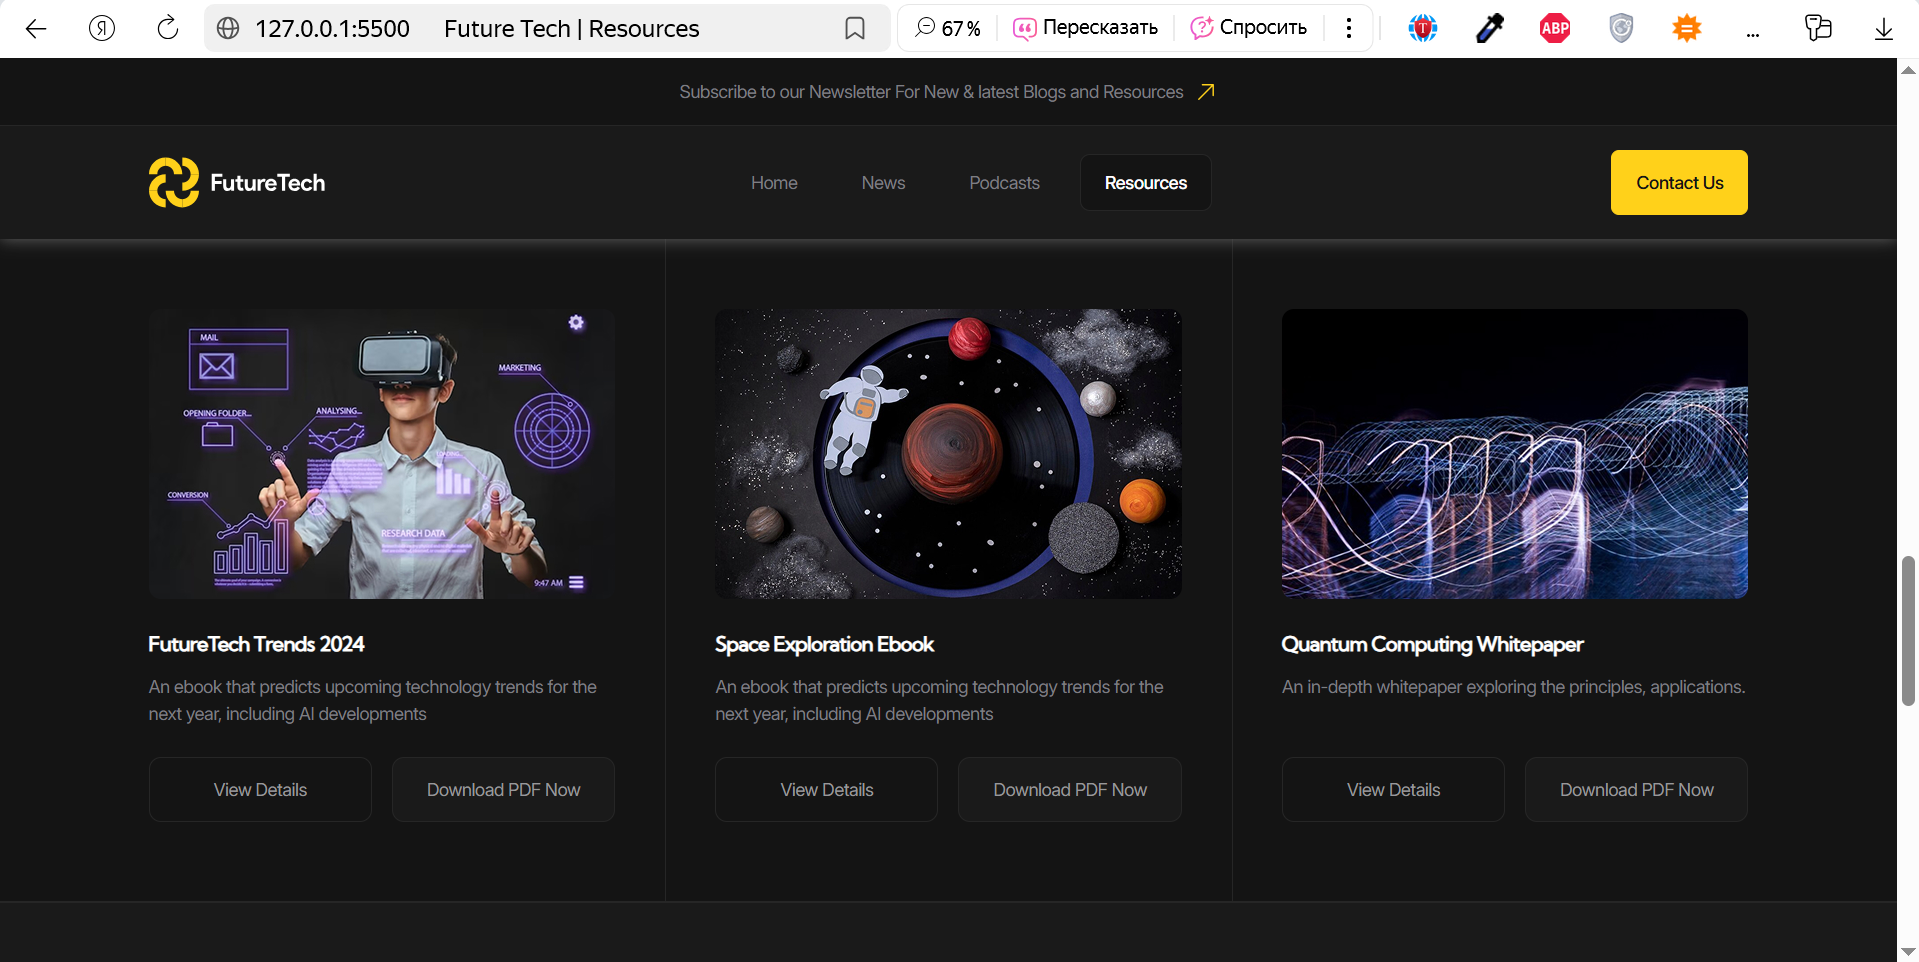 127.0.0.1:5500 Future Tech | Resources 67 % Пересказать Спросить ABP ...
Subscribe to our Newsletter For New & latest Blogs and Resources
FutureTech Home News Podcasts Resources Contact Us
MAIL
MARKETING
OPENING FOLDER...
ANALYSING...
LOADING...
CONVERSION
RESEARCH DATA
9:47 AM
FutureTech Trends 2024
An ebook that predicts upcoming technology trends for the
next year, including AI developments
View Details Download PDF Now
Space Exploration Ebook
An ebook that predicts upcoming technology trends for the
next year, including AI developments
View Details Download PDF Now
Quantum Computing Whitepaper
An in-depth whitepaper exploring the principles, applications.
View Details Download PDF Now